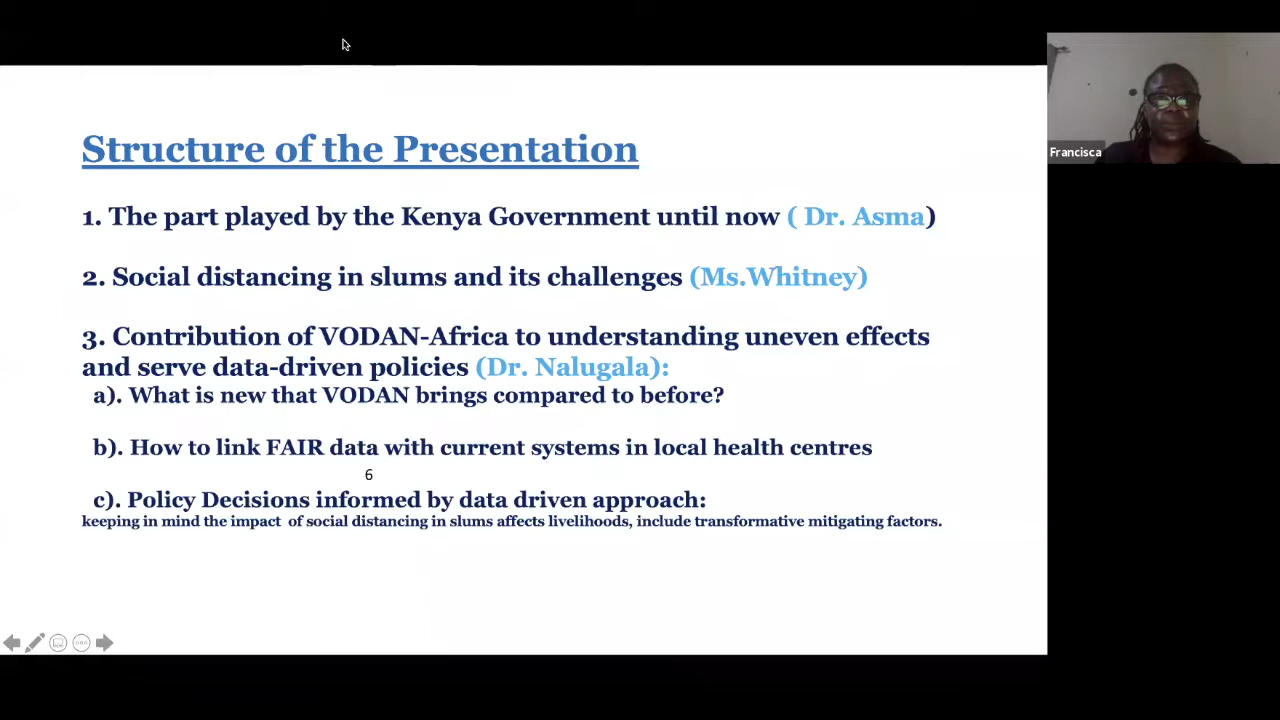 Structure of the Presentation
1. The part played by the Kenya Government until now ( Dr. Asma)
2. Social distancing in slums and its challenges (Ms.Whitney)
3. Contribution of VODAN-Africa to understanding uneven effects
and serve data-driven policies (Dr. Nalugala):
a). What is new that VODAN brings compared to before?
b). How to link FAIR data with current systems in local health centres
6
c). Policy Decisions informed by data driven approach:
keeping in mind the impact of social distancing in slums affects livelihoods, include transformative mitigating factors.
Francisca